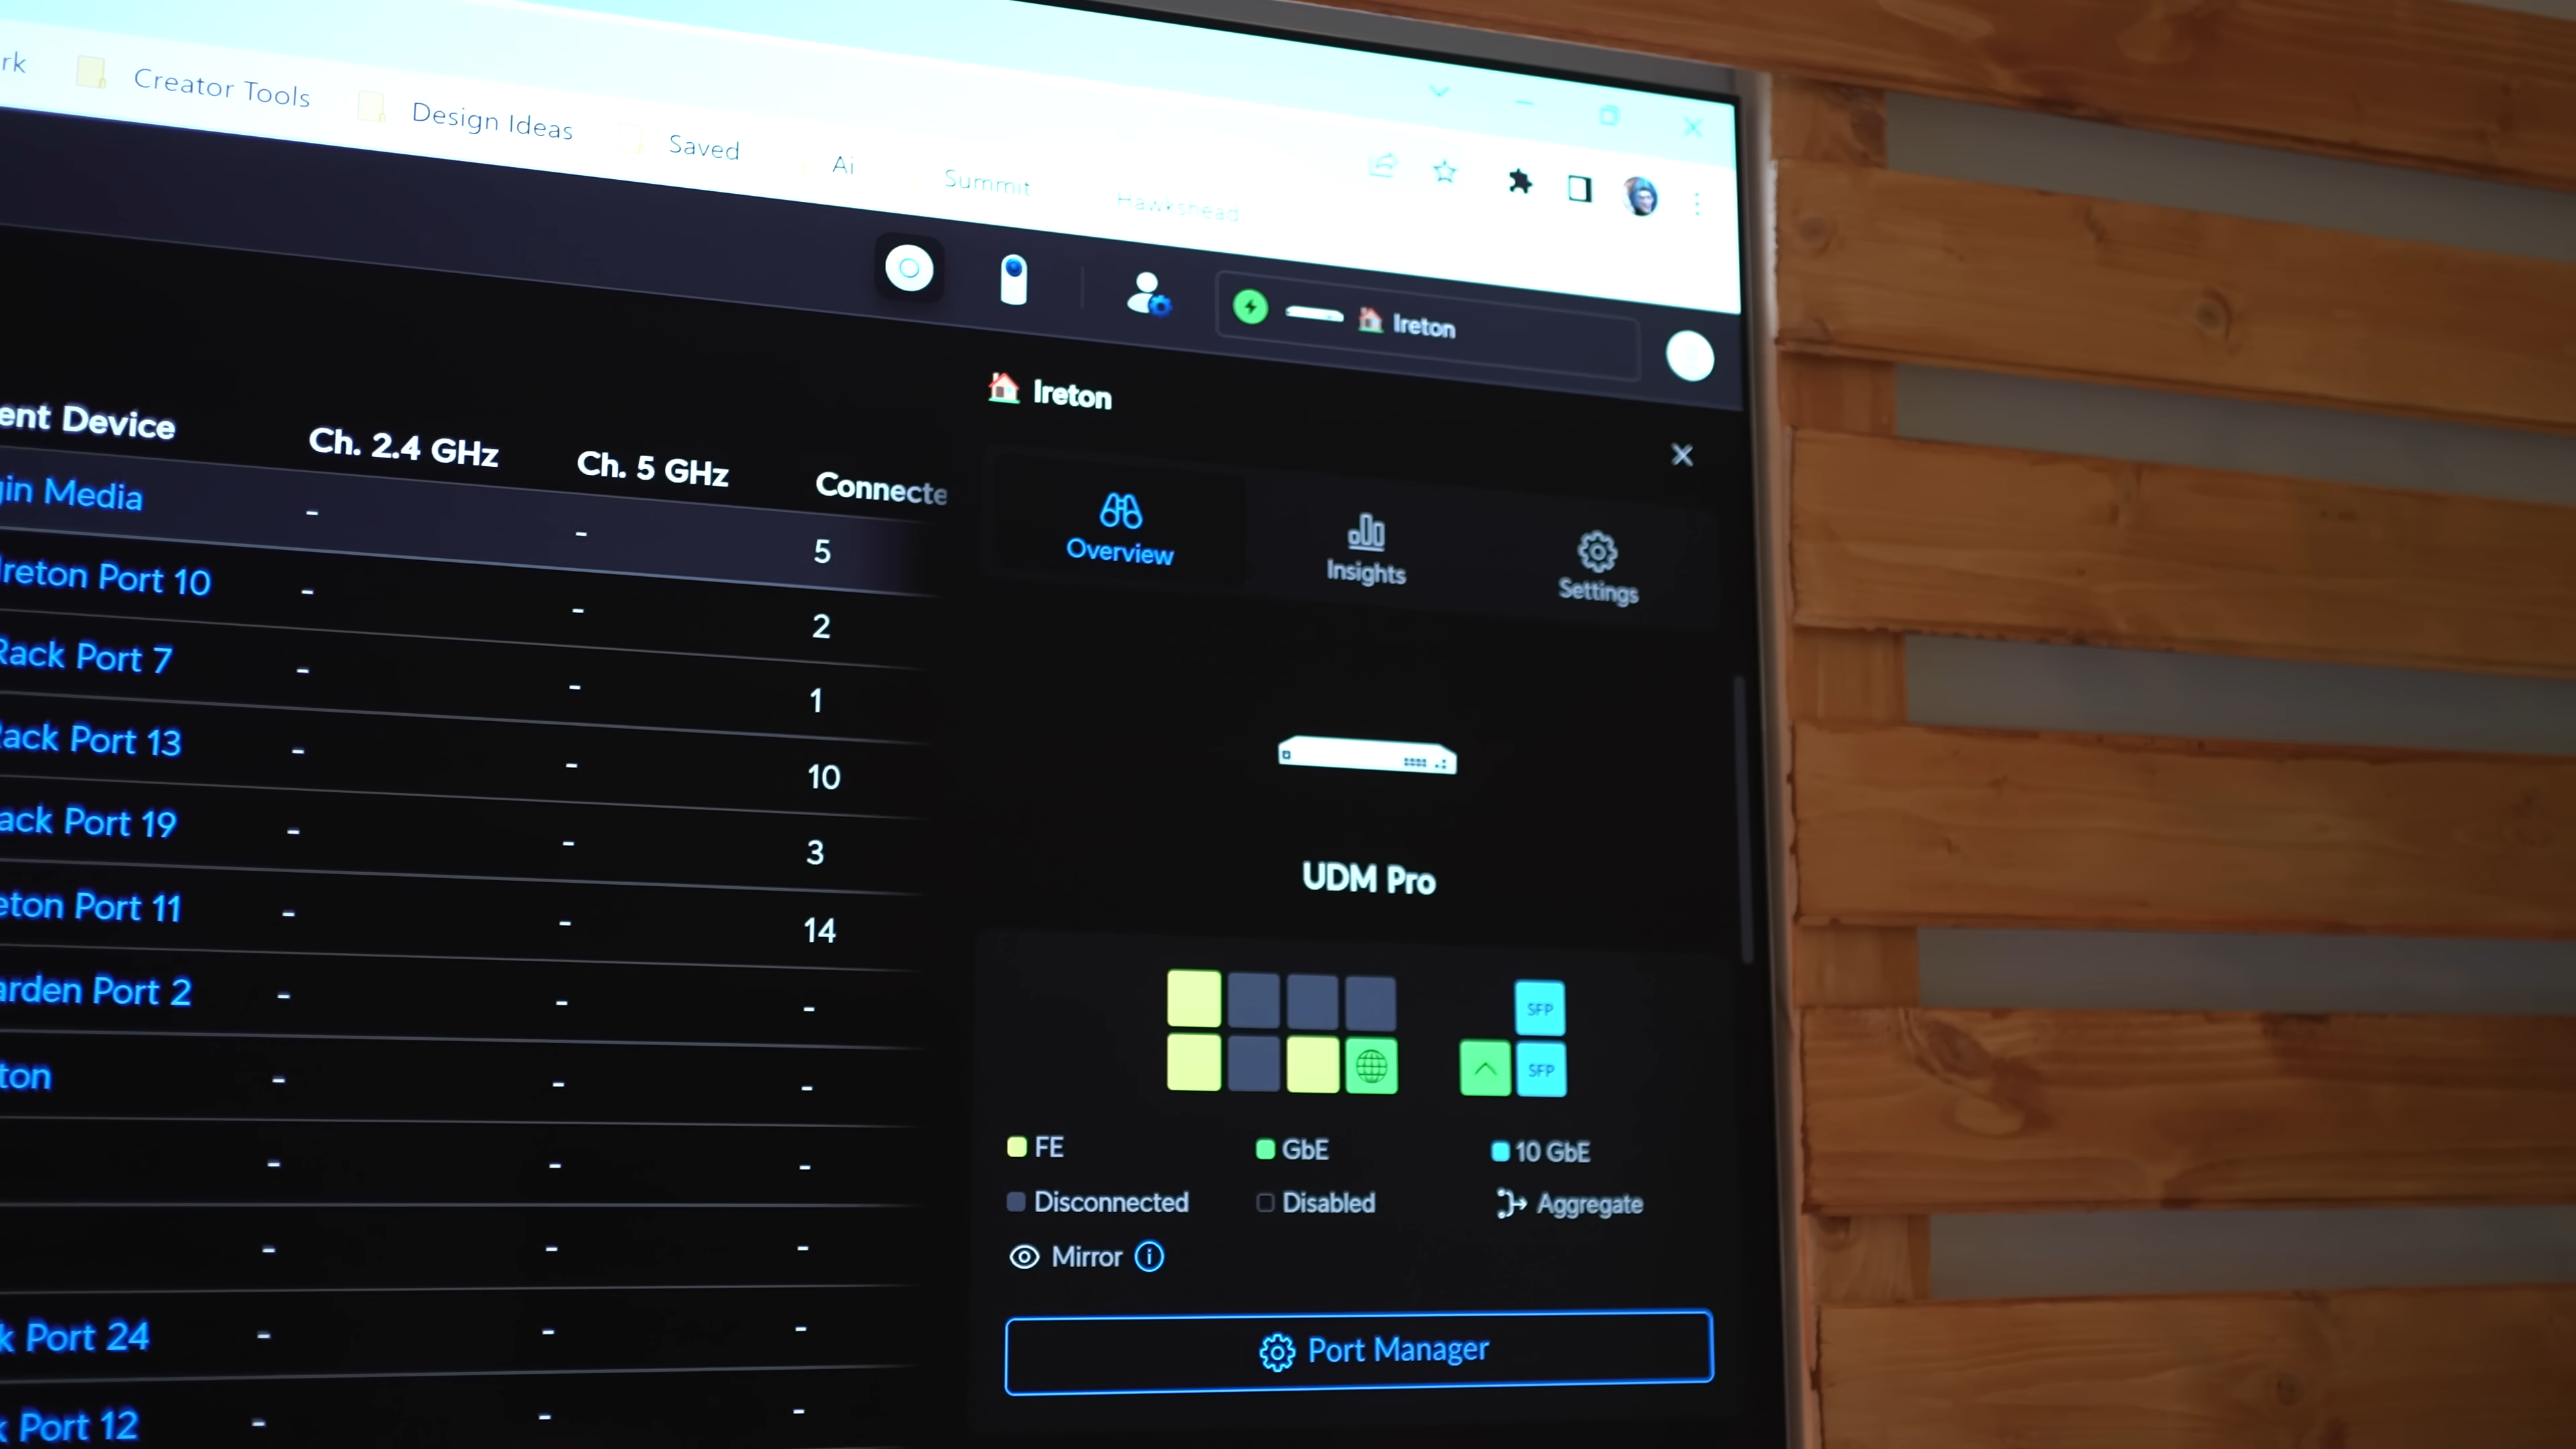 rk Creator Tools Design Ideas Saved Ai Summit Hawkshead
Ireton
ent Device Ch. 2.4 GHz Ch. 5 GHz Connecte
gin Media - - 5
Ireton Port 10 - - 2
Rack Port 7 - - 1
Rack Port 13 - - 10
ack Port 19 - - 3
eton Port 11 - - 14
arden Port 2 - - -
ton - - -
- - -
- - -
k Port 24 - - -
k Port 12 - - -
Ireton
Overview Insights Settings
UDM Pro
SFP
SFP
FE GbE 10 GbE
Disconnected Disabled Aggregate
Mirror
Port Manager